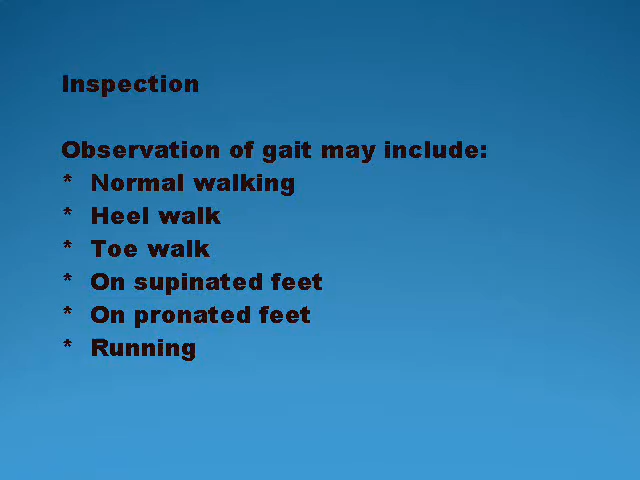 Inspection
Observation of gait may include:
* Normal walking
* Heel walk
* Toe walk
* On supinated feet
* On pronated feet
* Running